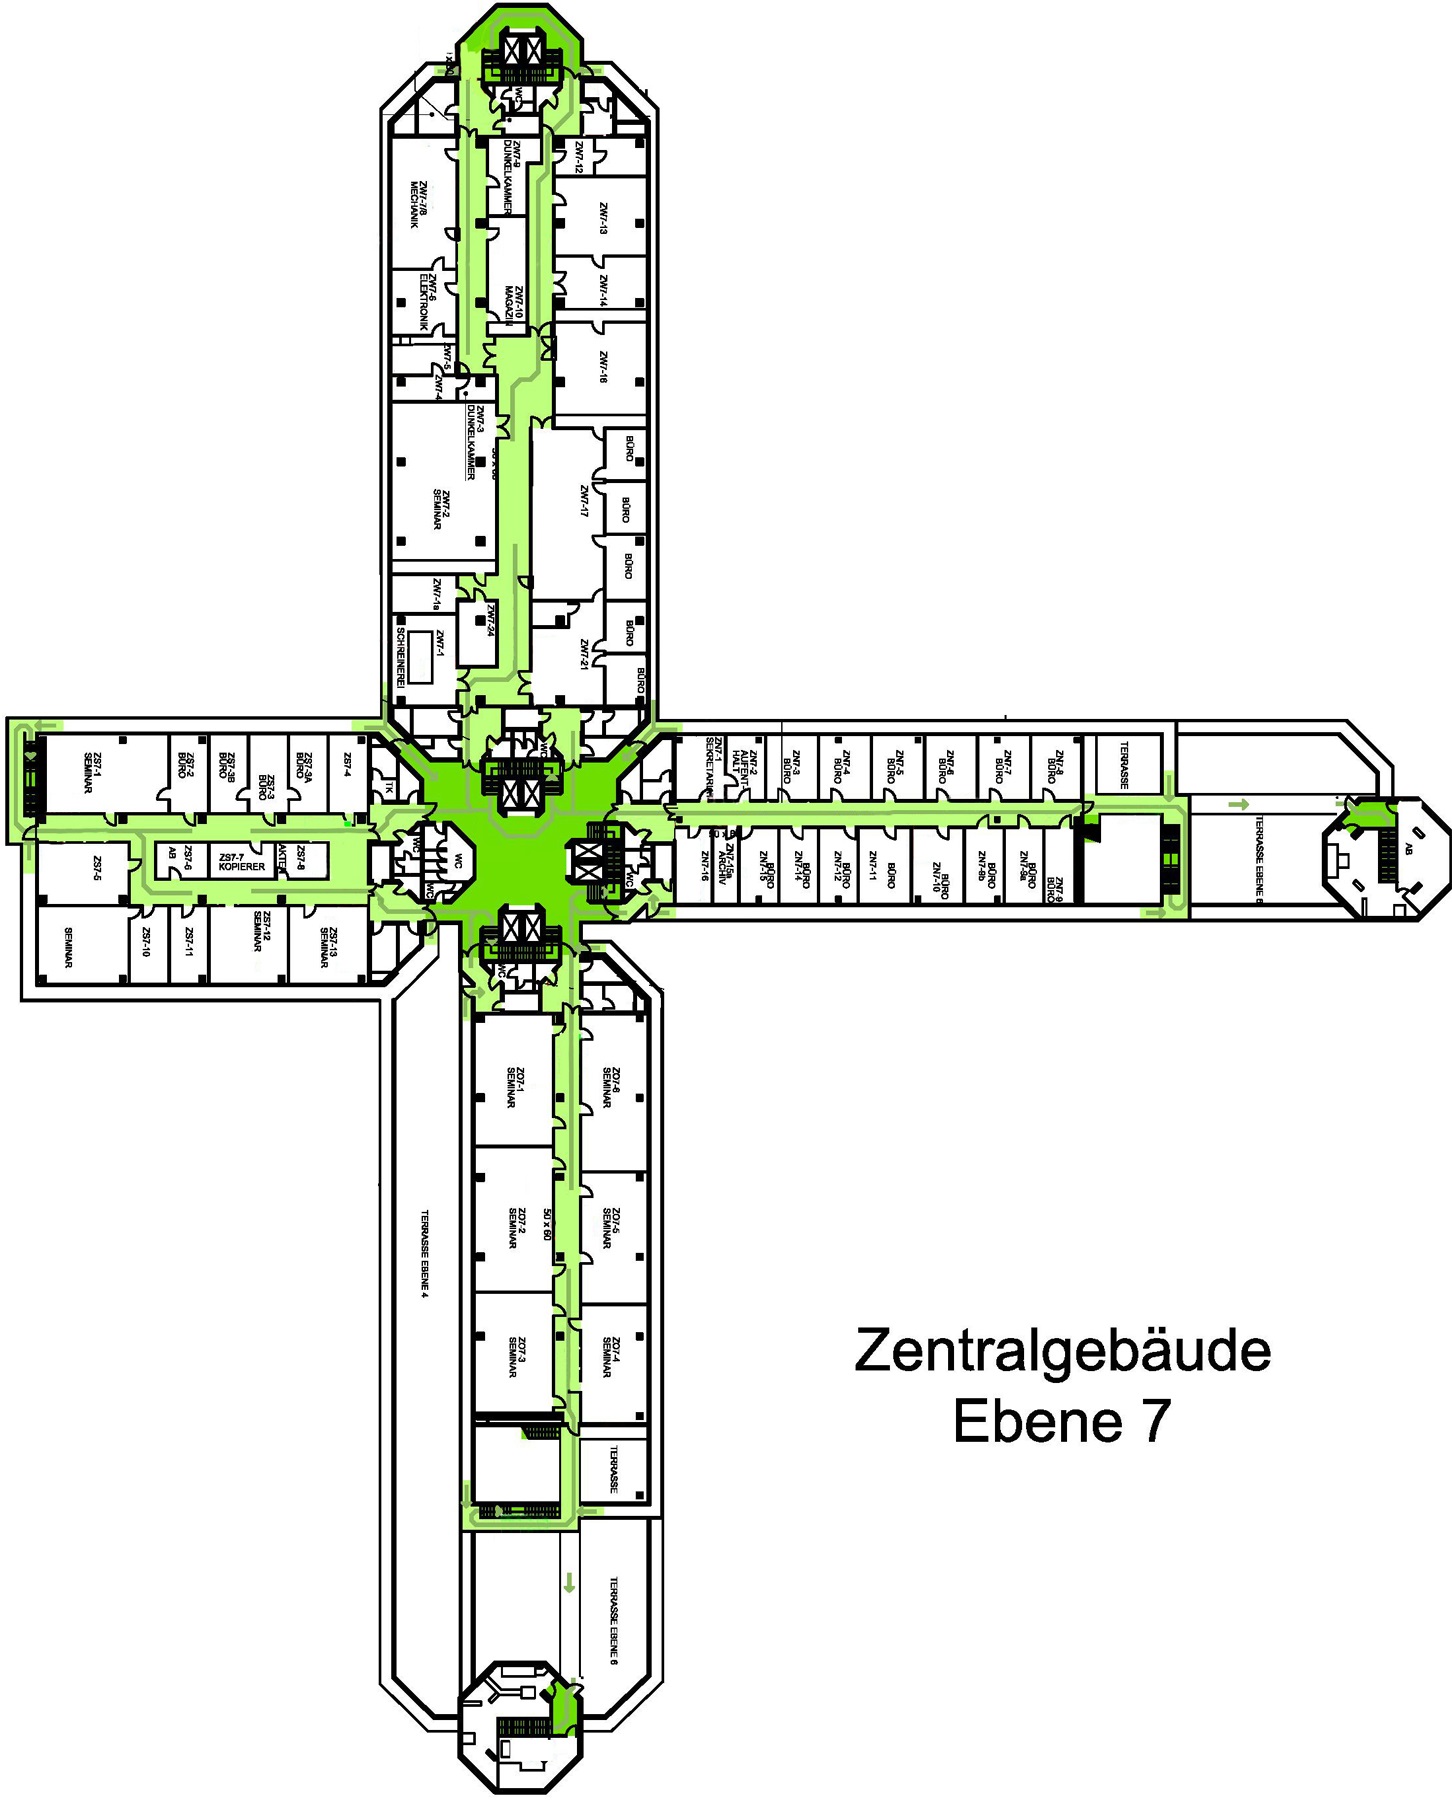 WC
ZW7-9
DUNKELKAMMER
ZW7-12
ZW7-7/8
MECHANIK
ZW7-13
ZW7-6
ELEKTRONIK
ZW7-10
MAGAZIN
ZW7-14
ZW7-5
ZW7-16
ZW7-4
ZW7-3
DUNKELKAMMER
ZW7-2
SEMINAR
ZW7-17
BÜRO
BÜRO
BÜRO
ZW7-1a
ZW7-24
ZW7-1
SCHREINEREI
ZW7-21
BÜRO
BÜRO
WC
ZS7-1
SEMINAR
ZS7-2
BÜRO
ZS7-3B
BÜRO
ZS7-3
BÜRO
ZS7-3A
BÜRO
ZS7-4
TK
ZS7-5
ZS7-6
AB
ZS7-7
KOPIERER
AKTEN
ZS7-8
WC
WC
WC
SEMINAR
ZS7-10
ZS7-11
ZS7-12
SEMINAR
ZS7-13
SEMINAR
ZN7-1
SEKRETARIAT
ZN7-2
AUFENT-
HALT
ZN7-3
BÜRO
ZN7-4
BÜRO
ZN7-5
BÜRO
ZN7-6
BÜRO
ZN7-7
BÜRO
ZN7-8
BÜRO
TERRASSE
WC
ZN7-16
ZN7-15a
ARCHIV
BÜRO
ZN7-15
BÜRO
ZN7-14
BÜRO
ZN7-12
BÜRO
ZN7-11
BÜRO
ZN7-10
BÜRO
ZN7-9b
BÜRO
ZN7-9a
ZN7-9
BÜRO
TERRASSE EBENE 6
AB
WC
ZO7-1
SEMINAR
ZO7-6
SEMINAR
ZO7-2
SEMINAR
50 x 60
ZO7-5
SEMINAR
TERRASSE EBENE 4
ZO7-3
SEMINAR
ZO7-4
SEMINAR
TERRASSE
TERRASSE EBENE 6
Zentralgebäude
Ebene 7